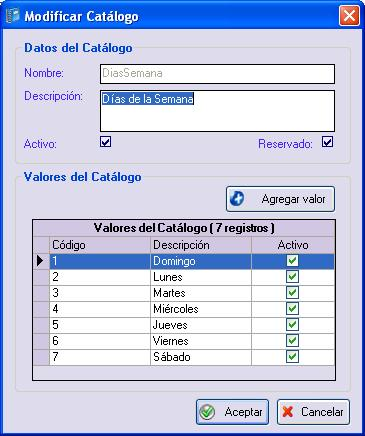 Modificar Catálogo
Datos del Catálogo
Nombre: DiasSemana
Descripción: Días de la Semana
Activo: Reservado:
Valores del Catálogo
Agregar valor
Valores del Catálogo ( 7 registros )
Código Descripción Activo
1 Domingo
2 Lunes
3 Martes
4 Miércoles
5 Jueves
6 Viernes
7 Sábado
Aceptar Cancelar